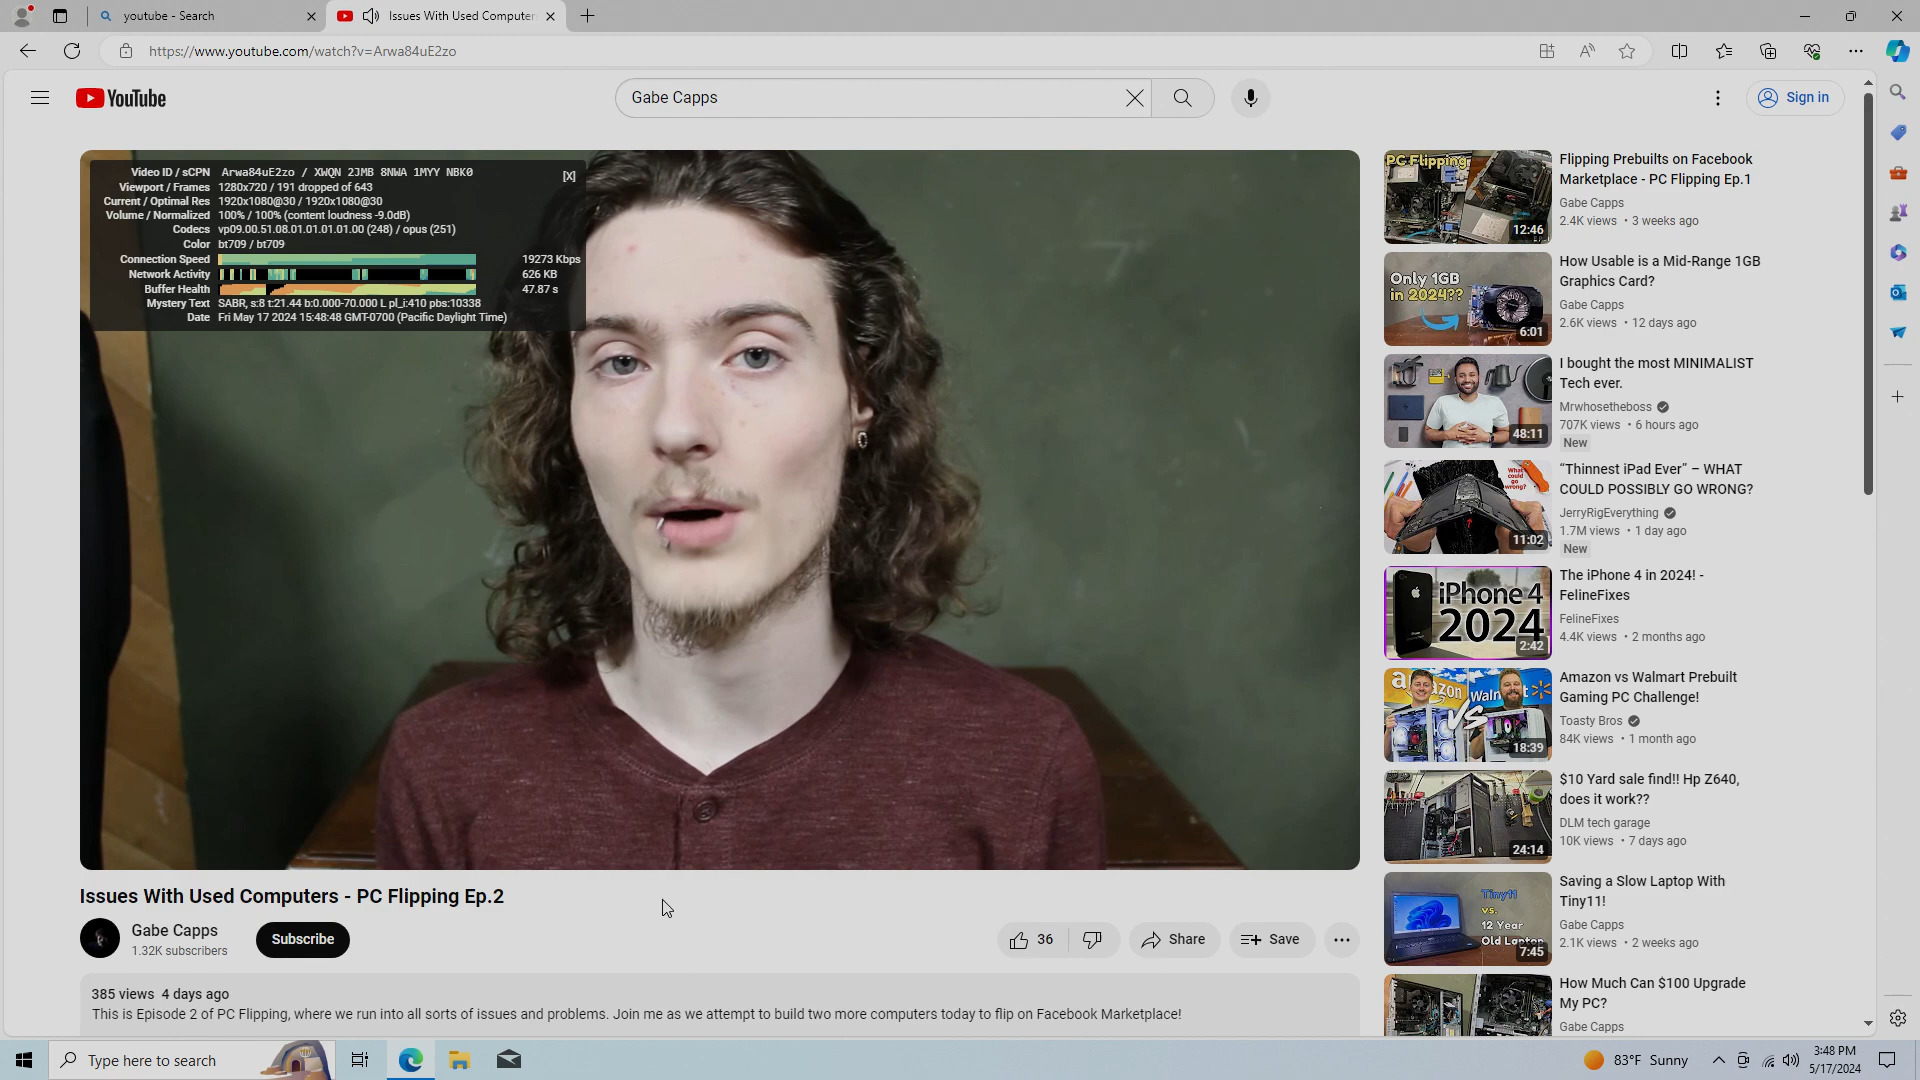 youtube - Search
Issues With Used Computer
https://www.youtube.com/watch?v=Arwa84uE2zo
YouTube
Gabe Capps
Sign in
Video ID / sCPN Arwa84uE2zo / XWQN 2JMB 8NWA 1MYY NBK0
[X]
Viewport / Frames 1280x720 / 191 dropped of 643
Current / Optimal Res 1920x1080@30 / 1920x1080@30
Volume / Normalized 100% / 100% (content loudness -9.0dB)
Codecs vp09.00.51.08.01.01.01.01.00 (248) / opus (251)
Color bt709 / bt709
Connection Speed 19273 Kbps
Network Activity 626 KB
Buffer Health 47.87 s
Mystery Text SABR, s:8 t:21.44 b:0.000-70.000 L pl_i:410 pbs:10338
Date Fri May 17 2024 15:48:48 GMT-0700 (Pacific Daylight Time)
Issues With Used Computers - PC Flipping Ep.2
Gabe Capps
1.32K subscribers
Subscribe
36
Share
Save
385 views 4 days ago
This is Episode 2 of PC Flipping, where we run into all sorts of issues and problems. Join me as we attempt to build two more computers today to flip on Facebook Marketplace!
PC Flipping
12:46
Flipping Prebuilts on Facebook
Marketplace - PC Flipping Ep.1
Gabe Capps
2.4K views • 3 weeks ago
Only 1GB
in 2024??
6:01
How Usable is a Mid-Range 1GB
Graphics Card?
Gabe Capps
2.6K views • 12 days ago
48:11
I bought the most MINIMALIST
Tech ever.
Mrwhosetheboss
707K views • 6 hours ago
New
What
could
go
wrong?
11:02
“Thinnest iPad Ever” – WHAT
COULD POSSIBLY GO WRONG?
JerryRigEverything
1.7M views • 1 day ago
New
iPhone 4
2024
2:42
The iPhone 4 in 2024! -
FelineFixes
FelineFixes
4.4K views • 2 months ago
amazon
Walm
VS
18:39
Amazon vs Walmart Prebuilt
Gaming PC Challenge!
Toasty Bros
84K views • 1 month ago
24:14
$10 Yard sale find!! Hp Z640,
does it work??
DLM tech garage
10K views • 7 days ago
Tiny11
vs.
12 Year
Old Laptop
7:45
Saving a Slow Laptop With
Tiny11!
Gabe Capps
2.1K views • 2 weeks ago
How Much Can $100 Upgrade
My PC?
Gabe Capps
Type here to search
83°F Sunny
3:48 PM
5/17/2024